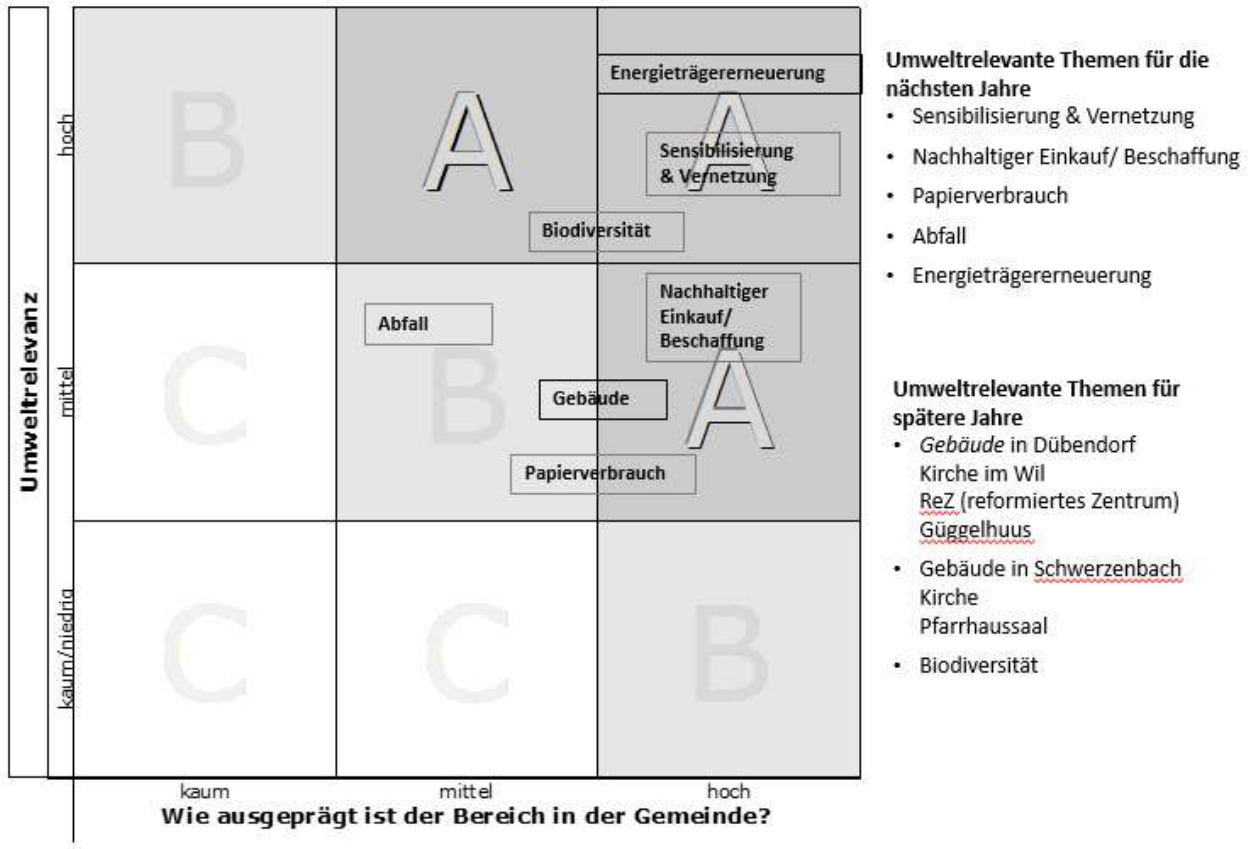 Umweltrelevanz
hoch
mittel
kaum/niedrig
B
A
A
Energieträgererneuerung
Sensibilisierung
& Vernetzung
Biodiversität
C
B
A
Abfall
Nachhaltiger
Einkauf/
Beschaffung
Gebäude
Papierverbrauch
C
C
B
kaum
mittel
hoch
Wie ausgeprägt ist der Bereich in der Gemeinde?
Umweltrelevante Themen für die
nächsten Jahre
• Sensibilisierung & Vernetzung
• Nachhaltiger Einkauf/ Beschaffung
• Papierverbrauch
• Abfall
• Energieträgererneuerung
Umweltrelevante Themen für
spätere Jahre
• Gebäude in Dübendorf
Kirche im Wil
ReZ (reformiertes Zentrum)
Güggelhuus
• Gebäude in Schwerzenbach
Kirche
Pfarrhaussaal
• Biodiversität